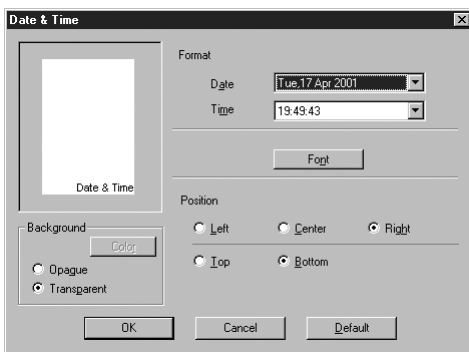 Date & Time
Format
Date
Tue,17 Apr 2001
Time
19:49:43
Font
Date & Time
Position
Background
Left
Center
Right
Color
Opaque
Top
Bottom
Transparent
OK
Cancel
Default